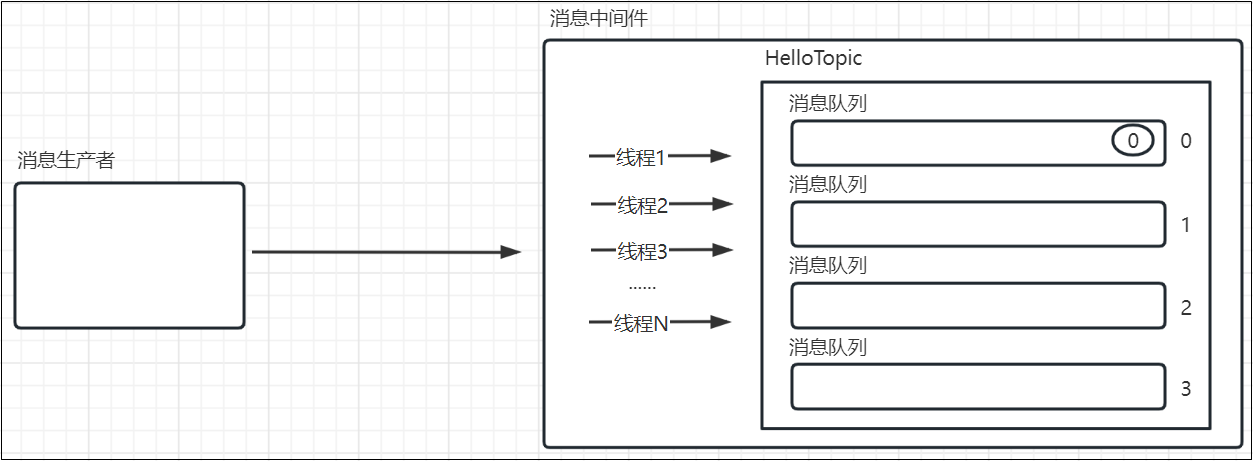 消息中间件
HelloTopic
消息队列
0 0
线程1
消息生产者
消息队列
线程2
1
线程3
消息队列
......
2
线程N
消息队列
3